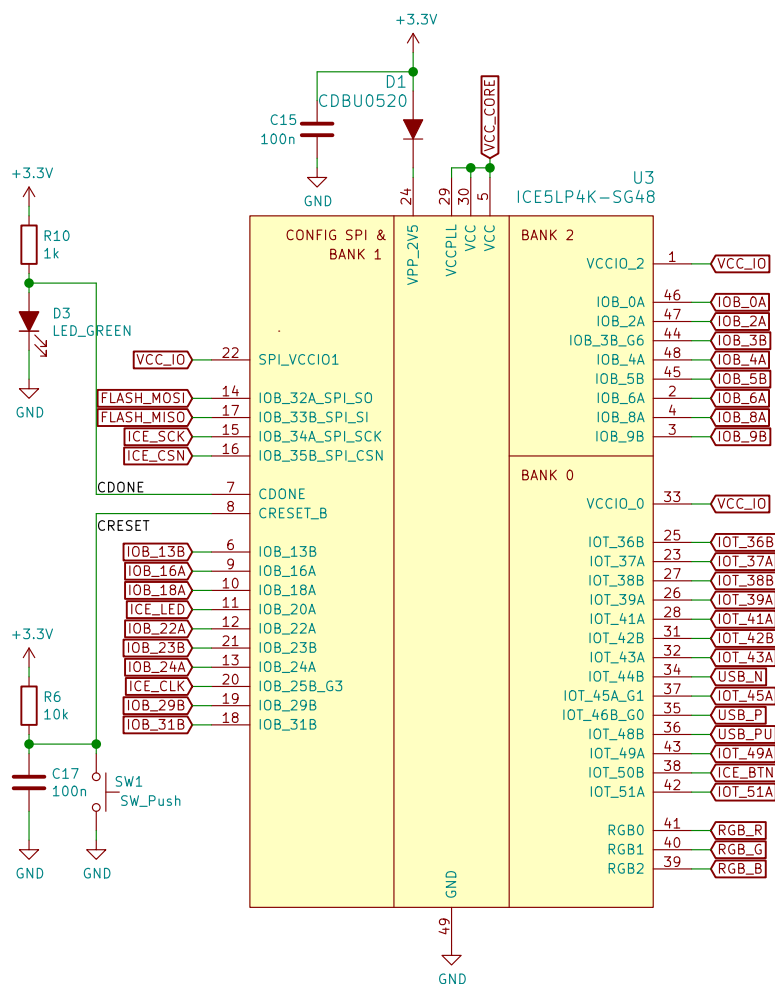 +3.3V
D1
CDBU0520
C15
100n
GND
VCC_CORE
+3.3V
R10
1k
D3
LED_GREEN
GND
U3
ICE5LP4K-SG48
24
29
30
5
CONFIG SPI &
BANK 1
VPP_2V5
VCCPLL
VCC
VCC
BANK 2
VCCIO_2 1 VCC_IO
IOB_0A 46 IOB_0A
IOB_2A 47 IOB_2A
IOB_3B_G6 44 IOB_3B
IOB_4A 48 IOB_4A
IOB_5B 45 IOB_5B
IOB_6A 2 IOB_6A
IOB_8A 4 IOB_8A
IOB_9B 3 IOB_9B
VCC_IO 22 SPI_VCCIO1
FLASH_MOSI 14 IOB_32A_SPI_SO
FLASH_MISO 17 IOB_33B_SPI_SI
ICE_SCK 15 IOB_34A_SPI_SCK
ICE_CSN 16 IOB_35B_SPI_CSN
CDONE 7 CDONE
CRESET 8 CRESET_B
IOB_13B 6 IOB_13B
IOB_16A 9 IOB_16A
IOB_18A 10 IOB_18A
ICE_LED 11 IOB_20A
IOB_22A 12 IOB_22A
IOB_23B 21 IOB_23B
IOB_24A 13 IOB_24A
ICE_CLK 20 IOB_25B_G3
IOB_29B 19 IOB_29B
IOB_31B 18 IOB_31B
BANK 0
VCCIO_0 33 VCC_IO
IOT_36B 25 IOT_36B
IOT_37A 23 IOT_37A
IOT_38B 27 IOT_38B
IOT_39A 26 IOT_39A
IOT_41A 28 IOT_41A
IOT_42B 31 IOT_42B
IOT_43A 32 IOT_43A
IOT_44B 34 USB_N
IOT_45A_G1 37 IOT_45A
IOT_46B_G0 35 USB_P
IOT_48B 36 USB_PU
IOT_49A 43 IOT_49A
IOT_50B 38 ICE_BTN
IOT_51A 42 IOT_51A
RGB0 41 RGB_R
RGB1 40 RGB_G
RGB2 39 RGB_B
+3.3V
R6
10k
C17
100n
SW1
SW_Push
GND
GND
GND
49
GND